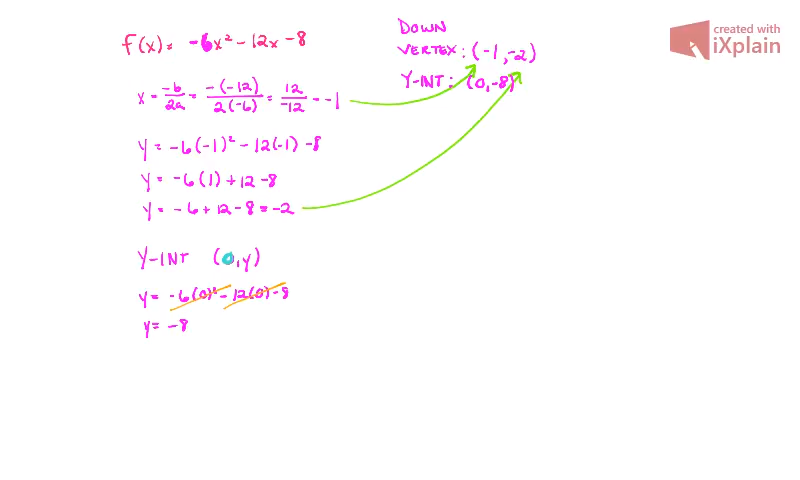 f(x) = -6x² - 12x - 8
x = -b/2a = -(-12)/2(-6) = 12/-12 = -1
y = -6(-1)² - 12(-1) - 8
y = -6(1) + 12 - 8
y = -6 + 12 - 8 = -2
Y-INT (0, y)
y = -6(0)² - 12(0) - 8
y = -8
DOWN
VERTEX: (-1, -2)
Y-INT: (0, -8)
created with
iXplain